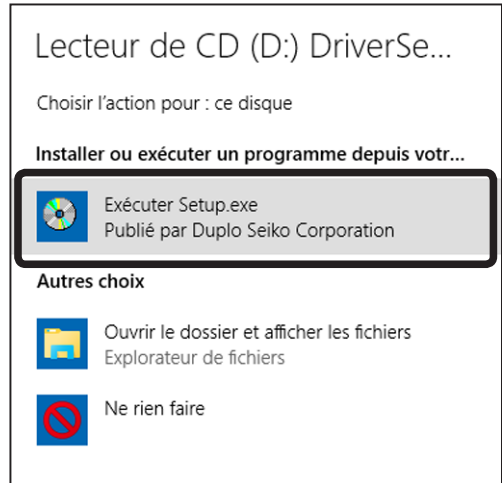 Lecteur de CD (D:) DriverSe...
Choisir l'action pour : ce disque
Installer ou exécuter un programme depuis votr...
Exécuter Setup.exe
Publié par Duplo Seiko Corporation
Autres choix
Ouvrir le dossier et afficher les fichiers
Explorateur de fichiers
Ne rien faire